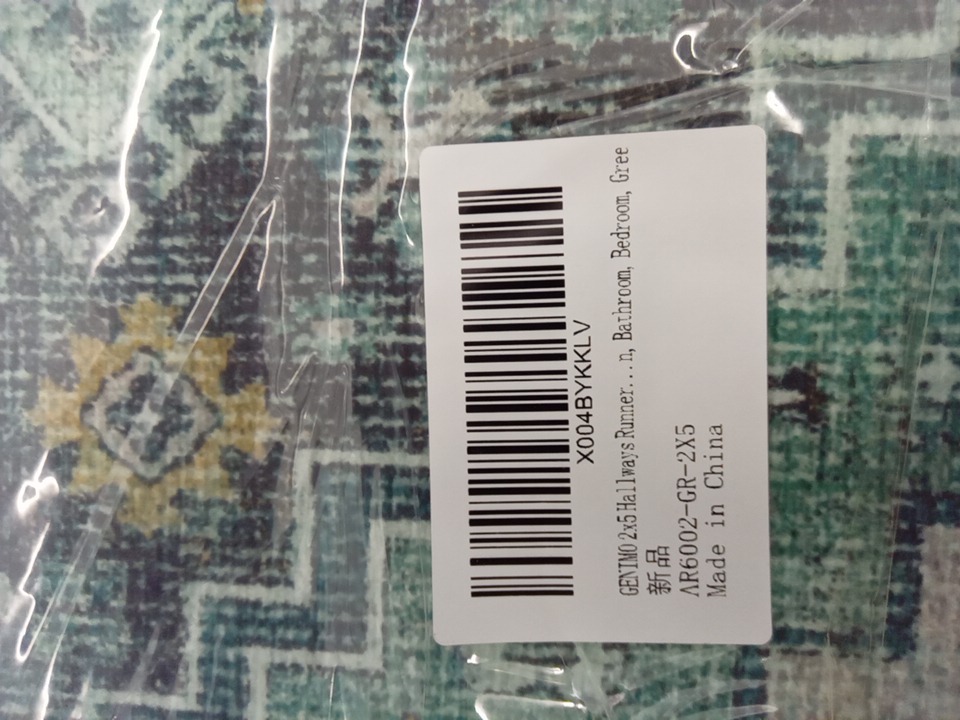 X004BYKKLV
GENIMO 2x5 Hallways Runner...n, Bathroom, Bedroom, Gree
新品
AR6002-GR-2X5
Made in China